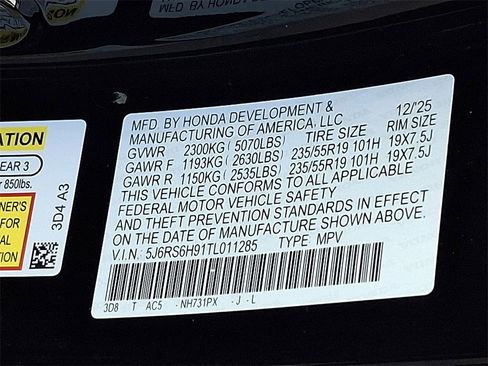 MFD. BY HONDA DEVELOPMENT &
MANUFACTURING OF AMERICA, LLC 12/'25
GVWR 2300KG (5070LBS) TIRE SIZE RIM SIZE
GAWR F 1193KG (2630LBS) 235/55R19 101H 19X7.5J
GAWR R 1150KG (2535LBS) 235/55R19 101H 19X7.5J
THIS VEHICLE CONFORMS TO ALL APPLICABLE
FEDERAL MOTOR VEHICLE SAFETY
AND THEFT PREVENTION STANDARDS IN EFFECT
ON THE DATE OF MANUFACTURE SHOWN ABOVE.
V.I.N: 5J6RS6H91TL011285 TYPE: MPV
3D8 T AC5 - NH731PX - J - L
ATION
EAR 3
850lbs.
NER'S
FOR
NAL
TION
3D4 A3